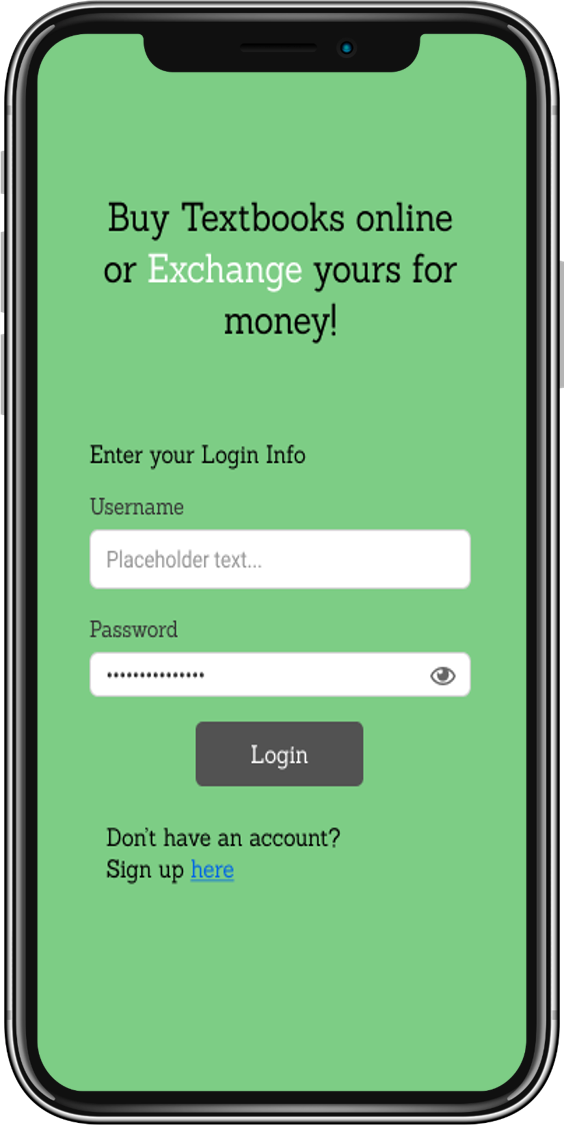 Buy Textbooks online
or Exchange yours for
money!
Enter your Login Info
Username
Placeholder text...
Password
•••••••••••••••
Login
Don't have an account?
Sign up here